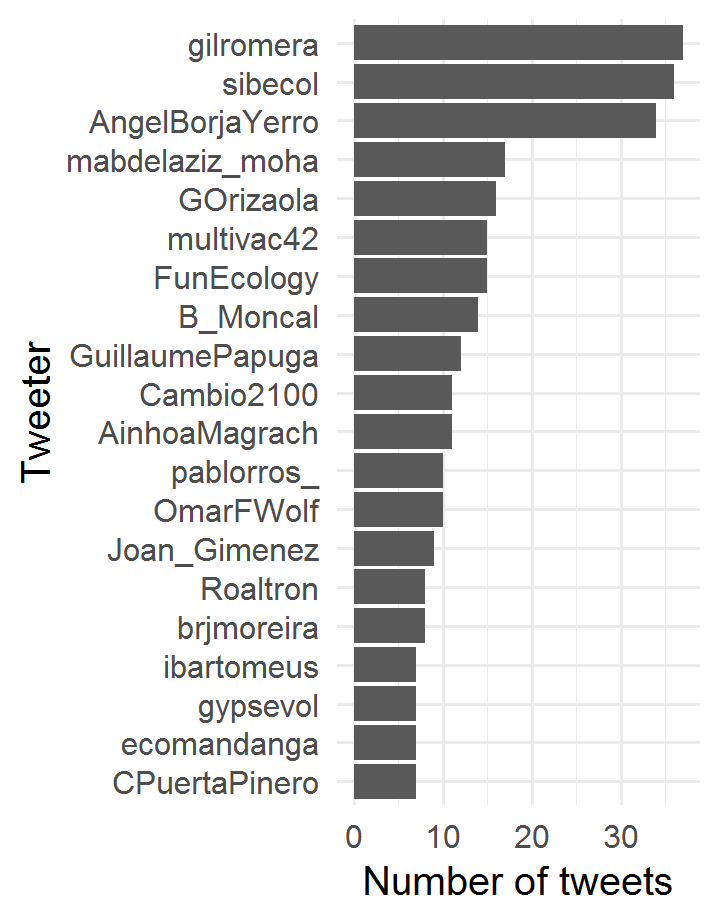 gilromera
sibecol
AngelBorjaYerro
mabdelaziz_moha
GOrizaola
multivac42
FunEcology
B_Moncal
GuillaumePapuga
Cambio2100
AinhoaMagrach
pablorros_
OmarFWolf
Joan_Gimenez
Roaltron
brjmoreira
ibartomeus
gypsevol
ecomandanga
CPuertaPinero
Tweeter
0 10 20 30
Number of tweets